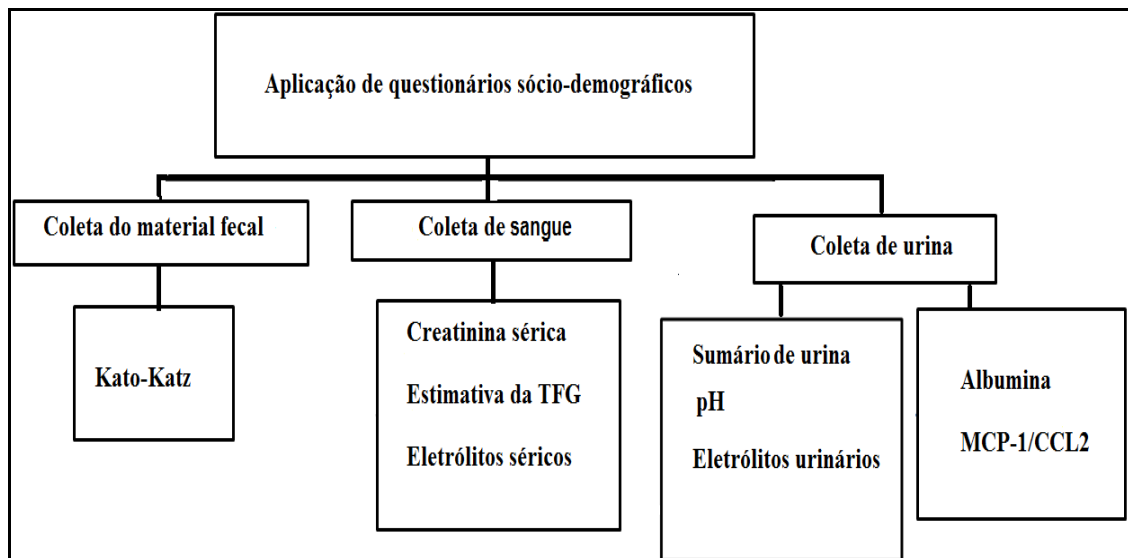 Aplicação de questionários sócio-demográficos
Coleta do material fecal
Coleta de sangue
Coleta de urina
Kato-Katz
Creatinina sérica
Estimativa da TFG
Eletrólitos séricos
Sumário de urina
pH
Eletrólitos urinários
Albumina
MCP-1/CCL2